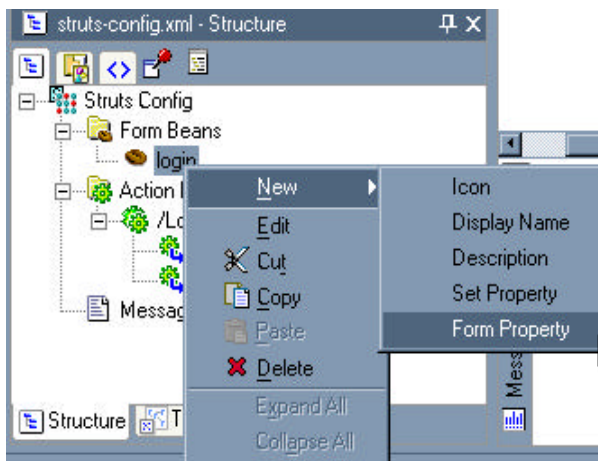 struts-config.xml - Structure
Struts Config
Form Beans
login
Action
/Lo
Messag
New
Edit
Cut
Copy
Paste
Delete
Expand All
Collapse All
Icon
Display Name
Description
Set Property
Form Property
Mess
Structure
T